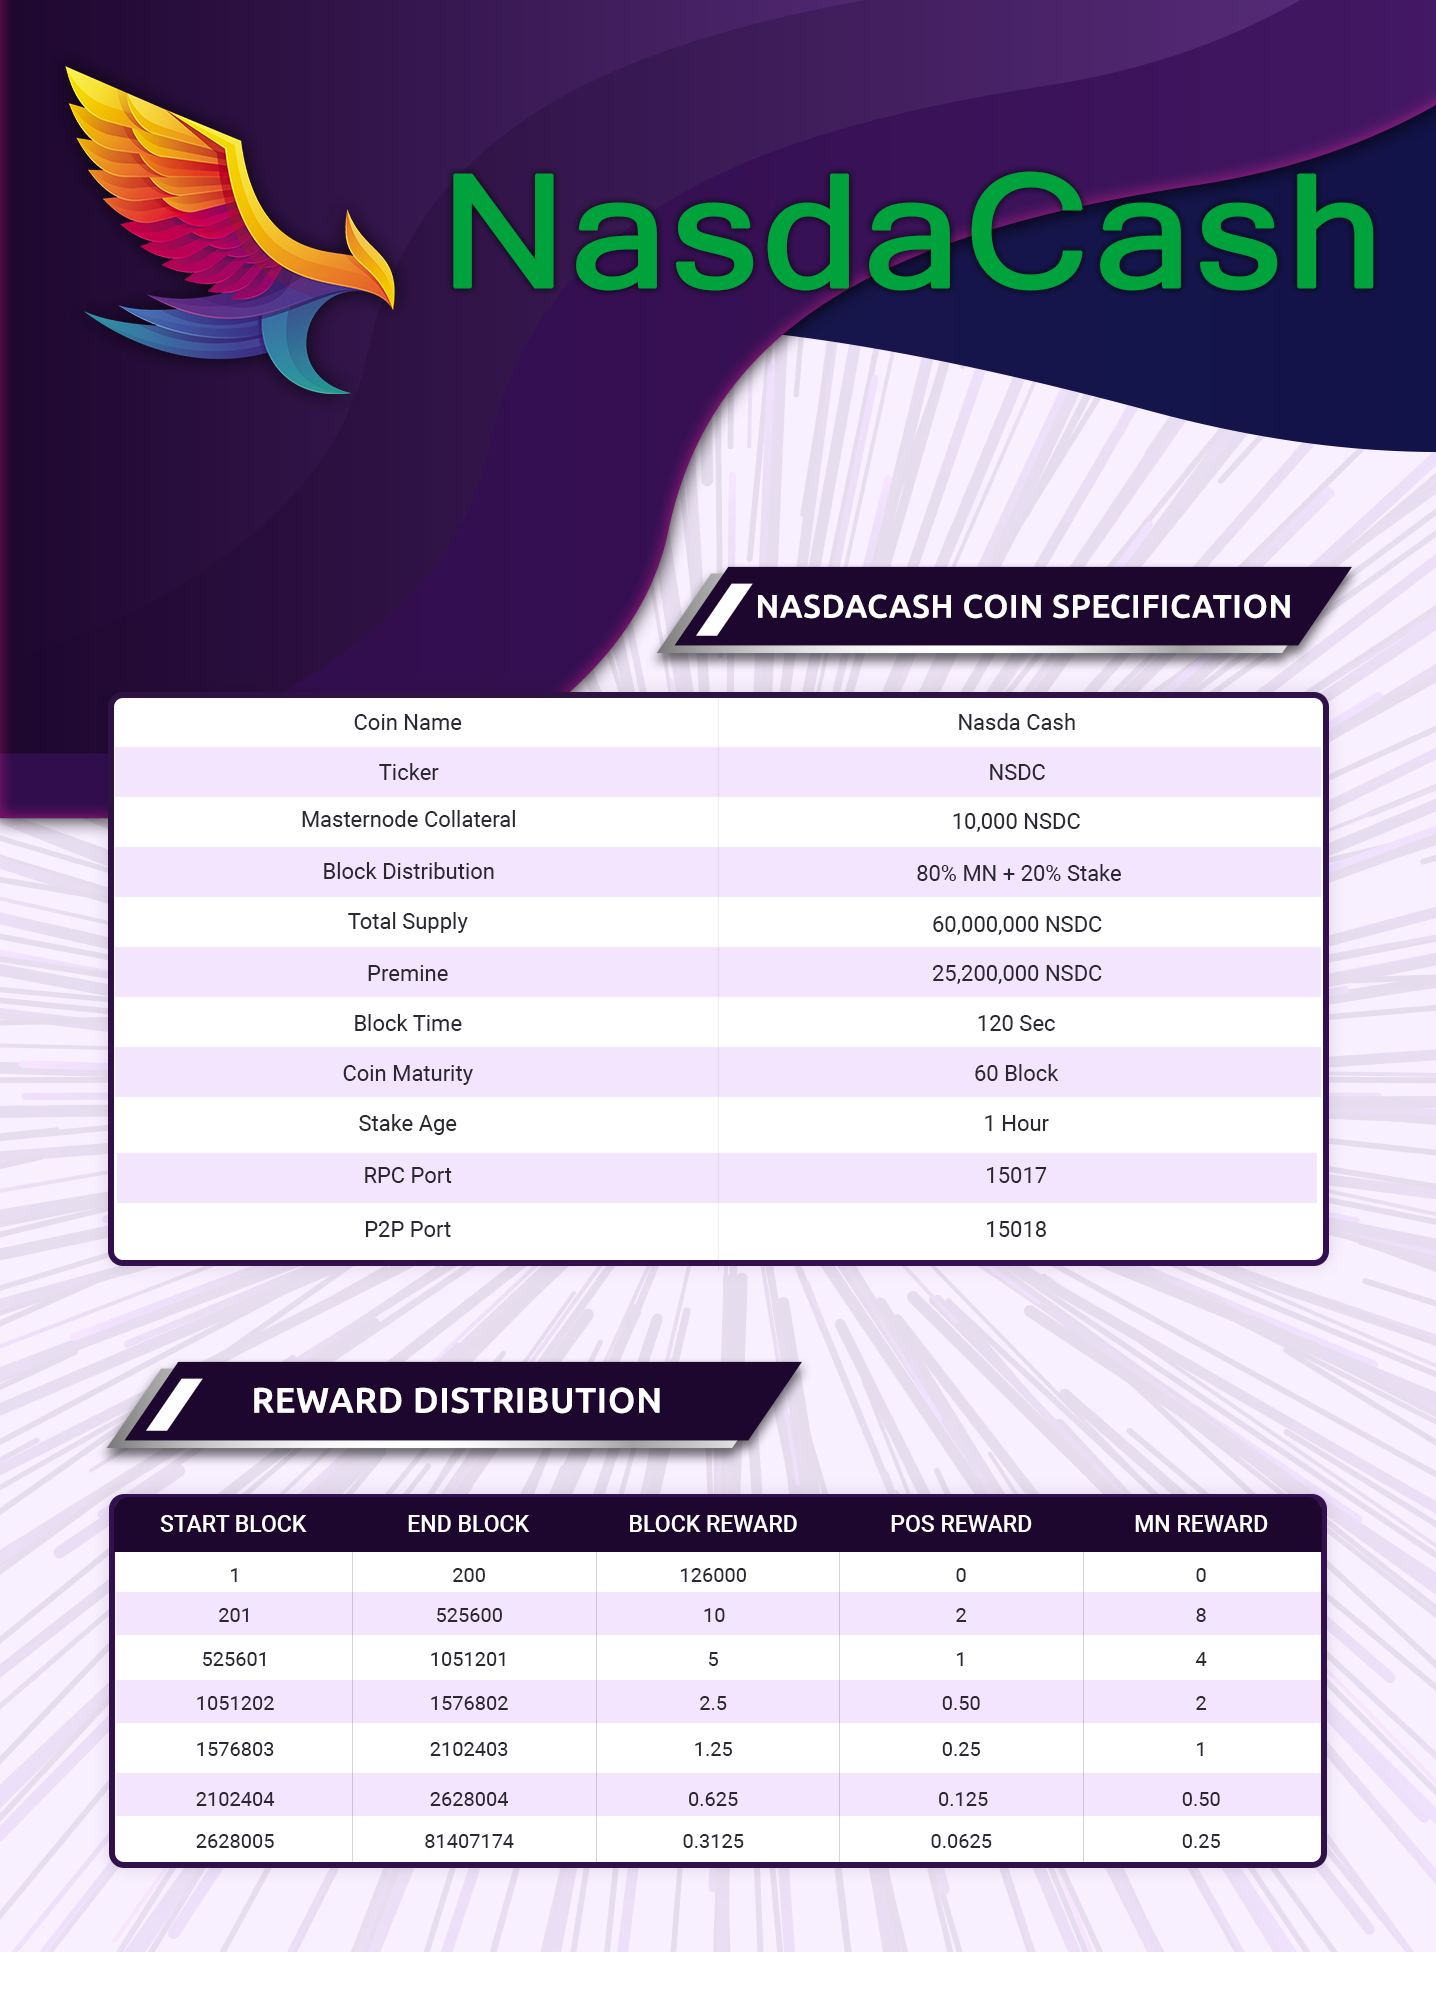 NasdaCash
NASDACASH COIN SPECIFICATION
Coin Name Nasda Cash
Ticker NSDC
Masternode Collateral 10,000 NSDC
Block Distribution 80% MN + 20% Stake
Total Supply 60,000,000 NSDC
Premine 25,200,000 NSDC
Block Time 120 Sec
Coin Maturity 60 Block
Stake Age 1 Hour
RPC Port 15017
P2P Port 15018
REWARD DISTRIBUTION
START BLOCK END BLOCK BLOCK REWARD POS REWARD MN REWARD
1 200 126000 0 0
201 525600 10 2 8
525601 1051201 5 1 4
1051202 1576802 2.5 0.50 2
1576803 2102403 1.25 0.25 1
2102404 2628004 0.625 0.125 0.50
2628005 81407174 0.3125 0.0625 0.25